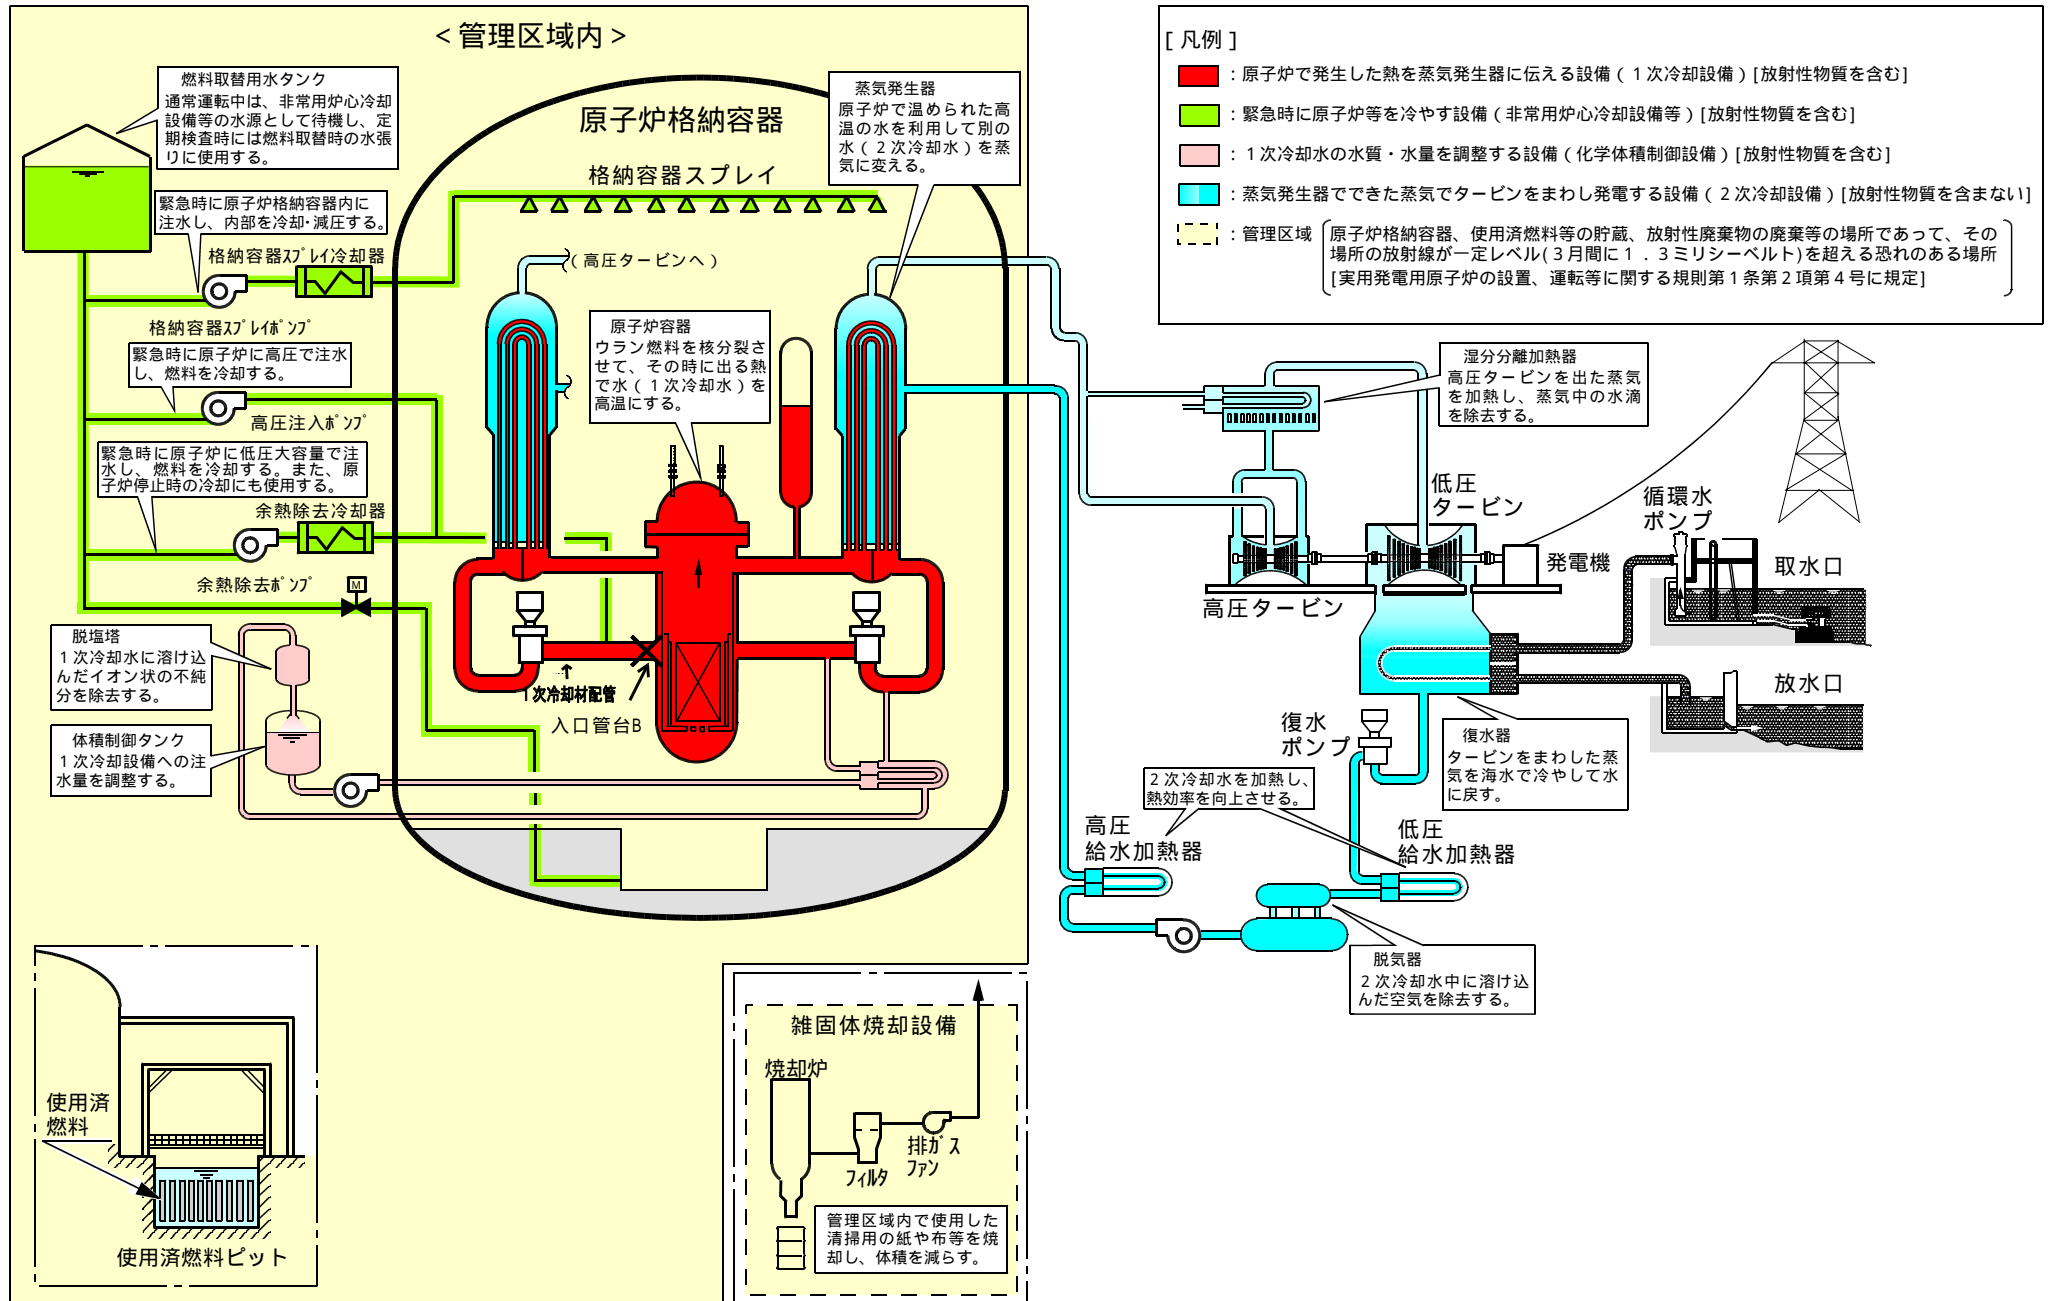 <管理区域内>
燃料取替用水タンク
通常運転中は、非常用炉心冷却
設備等の水源として待機し、定
期検査時には燃料取替時の水張
りに使用する。
原子炉格納容器
蒸気発生器
原子炉で温められた高
温の水を利用して別の
水(2次冷却水)を蒸
気に変える。
格納容器スプレイ
緊急時に原子炉格納容器内に
注水し、内部を冷却・減圧する。
格納容器ｽﾌﾟﾚｲ冷却器
(高圧タービンへ)
格納容器ｽﾌﾟﾚｲﾎﾟﾝﾌﾟ
原子炉容器
ウラン燃料を核分裂さ
せて、その時に出る熱
で水(1次冷却水)を
高温にする。
緊急時に原子炉に高圧で注水
し、燃料を冷却する。
高圧注入ﾎﾟﾝﾌﾟ
緊急時に原子炉に低圧大容量で注
水し、燃料を冷却する。また、原
子炉停止時の冷却にも使用する。
余熱除去冷却器
余熱除去ﾎﾟﾝﾌﾟ
M
脱塩塔
1次冷却水に溶け込
んだイオン状の不純
分を除去する。
1次冷却材配管
入口管台B
体積制御タンク
1次冷却設備への注
水量を調整する。
[凡例]
:原子炉で発生した熱を蒸気発生器に伝える設備(1次冷却設備)[放射性物質を含む]
:緊急時に原子炉等を冷やす設備(非常用炉心冷却設備等)[放射性物質を含む]
:1次冷却水の水質・水量を調整する設備(化学体積制御設備)[放射性物質を含む]
:蒸気発生器でできた蒸気でタービンをまわし発電する設備(2次冷却設備)[放射性物質を含まない]
:管理区域
原子炉格納容器、使用済燃料等の貯蔵、放射性廃棄物の廃棄等の場所であって、その
場所の放射線が一定レベル(3月間に1.3ミリシーベルト)を超える恐れのある場所
[実用発電用原子炉の設置、運転等に関する規則第1条第2項第4号に規定]
湿分分離加熱器
高圧タービンを出た蒸気
を加熱し、蒸気中の水滴
を除去する。
低圧
タービン
高圧タービン
発電機
循環水
ポンプ
取水口
放水口
復水
ポンプ
復水器
タービンをまわした蒸
気を海水で冷やして水
に戻す。
2次冷却水を加熱し、
熱効率を向上させる。
高圧
給水加熱器
低圧
給水加熱器
脱気器
2次冷却水中に溶け込
んだ空気を除去する。
使用済
燃料
使用済燃料ピット
雑固体焼却設備
焼却炉
ﾌｨﾙﾀ
排ｶﾞｽ
ﾌｧﾝ
管理区域内で使用した
清掃用の紙や布等を焼
却し、体積を減らす。